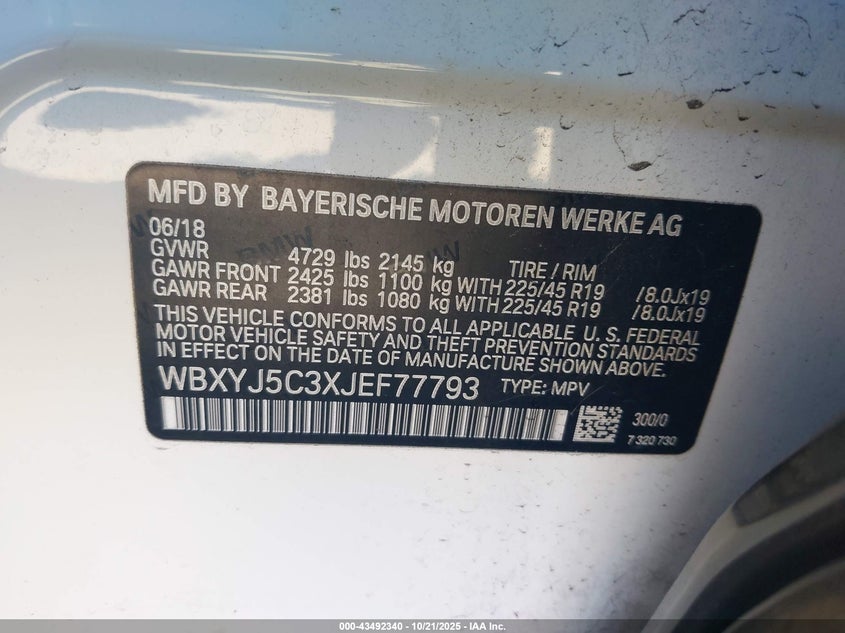 MFD BY BAYERISCHE MOTOREN WERKE AG
06/18
GVWR 4729 lbs 2145 kg TIRE / RIM
GAWR FRONT 2425 lbs 1100 kg WITH 225/45 R19 /8.0Jx19
GAWR REAR 2381 lbs 1080 kg WITH 225/45 R19 /8.0Jx19
THIS VEHICLE CONFORMS TO ALL APPLICABLE U. S. FEDERAL
MOTOR VEHICLE SAFETY AND THEFT PREVENTION STANDARDS
IN EFFECT ON THE DATE OF MANUFACTURE SHOWN ABOVE.
WBXYJ5C3XJEF77793 TYPE: MPV
300/0
7 320 730
000-43492340 | 10/21/2025 | IAA Inc.